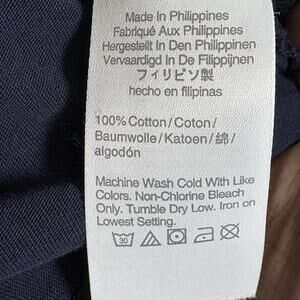 Made In Philippines
Fabriqué Aux Philippines
Hergestellt In Den Philippinen
Vervaardigd In De Filippijnen
フィリピン製
hecho en filipinas
100% Cotton/Coton/
Baumwolle/Katoen/綿/
algodón
Machine Wash Cold With Like
Colors. Non-Chlorine Bleach
Only. Tumble Dry Low. Iron on
Lowest Setting.
30